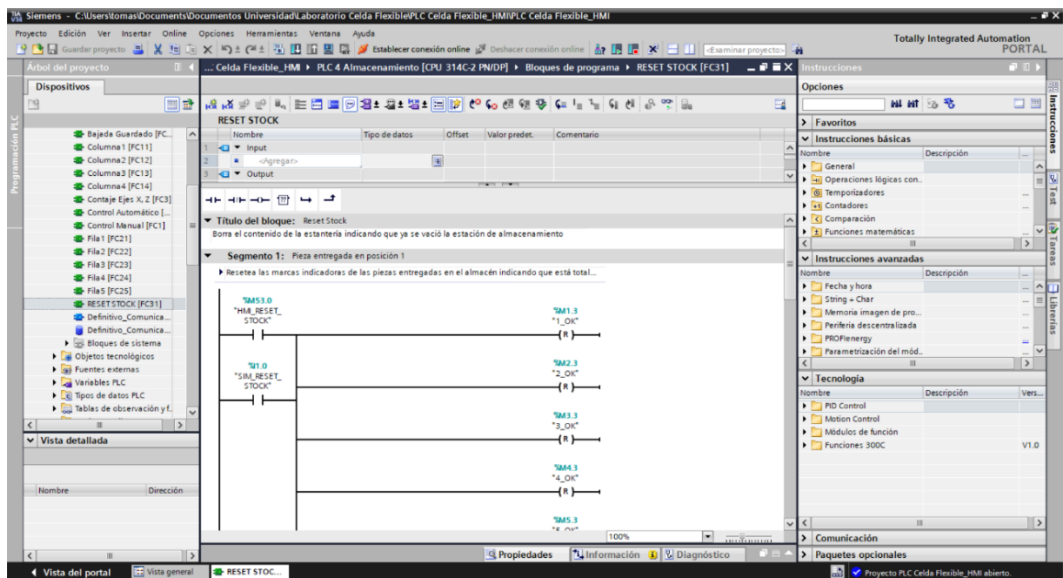 Siemens - C:\Users\tomas\Documents\Documentos Universidad\Laboratorio Celda Flexible\PLC Celda Flexible_HMI\PLC Celda Flexible_HMI
Proyecto Edición Ver Insertar Online Opciones Herramientas Ventana Ayuda
Totally Integrated Automation
PORTAL
Guardar proyecto
Establecer conexión online
Deshacer conexión online
<Examinar proyecto>
Árbol del proyecto
Dispositivos
Programación PLC
Bajada Guardado [FC...
Columna1 [FC11]
Columna2 [FC12]
Columna3 [FC13]
Columna4 [FC14]
Contaje Ejes X, Z [FC3]
Control Automático [...
Control Manual [FC1]
Fila1 [FC21]
Fila2 [FC22]
Fila3 [FC23]
Fila4 [FC24]
Fila5 [FC25]
RESET STOCK [FC31]
Definitivo_Comunica...
Definitivo_Comunica...
Bloques de sistema
Objetos tecnológicos
Fuentes externas
Variables PLC
Tipos de datos PLC
Tablas de observación y f..
Vista detallada
Nombre Dirección
... Celda Flexible_HMI ▸ PLC 4 Almacenamiento [CPU 314C-2 PN/DP] ▸ Bloques de programa ▸ RESET STOCK [FC31]
RESET STOCK
Nombre Tipo de datos Offset Valor predet. Comentario
1 Input
2 <Agregar>
3 Output
Título del bloque: Reset Stock
Borra el contenido de la estantería indicando que ya se vació la estación de almacenamiento
Segmento 1: Pieza entregada en posición 1
Resetea las marcas indicadoras de las piezas entregadas en el almacén indicando que está total...
%M53.0
"HMI_RESET_
STOCK"
%M1.3
"1_OK"
R
%I1.0
"SIM_RESET_
STOCK"
%M2.3
"2_OK"
R
%M3.3
"3_OK"
R
%M4.3
"4_OK"
R
%M5.3
"5_OK"
100%
Propiedades Información Diagnóstico
Instrucciones
Opciones
Favoritos
Instrucciones básicas
Nombre Descripción
General
Operaciones lógicas con..
Temporizadores
Contadores
Comparación
Funciones matemáticas
Instrucciones avanzadas
Nombre Descripción
Fecha y hora
String + Char
Memoria imagen de pro...
Periferia descentralizada
PROFIenergy
Parametrización del mód..
Tecnología
Nombre Descripción Vers...
PID Control
Motion Control
Módulos de función
Funciones 300C V1.0
Comunicación
Paquetes opcionales
Instrucciones
Test
Tareas
Librerías
Vista del portal Vista general RESET STOC...
Proyecto PLC Celda Flexible_HMI abierto.